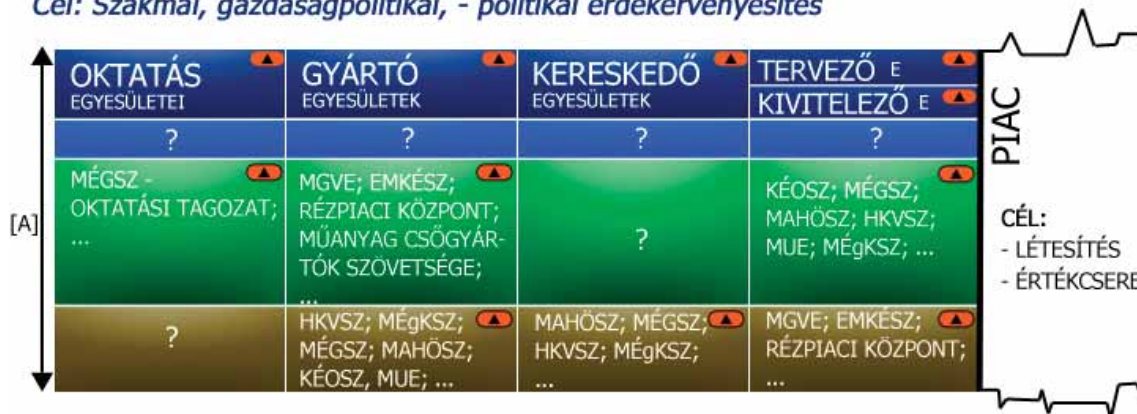 Cél: Szakmai, gazdaságpolitikai, - politikai érdekérvényesítés
OKTATÁS
EGYESÜLETEI
GYÁRTÓ
EGYESÜLETEK
KERESKEDŐ
EGYESÜLETEK
TERVEZŐ E
KIVITELEZŐ E
?
?
?
?
MÉGSZ -
OKTATÁSI TAGOZAT;
...
MGVE; EMKÉSZ;
RÉZPIACI KÖZPONT;
MŰANYAG CSŐGYÁR-
TÓK SZÖVETSÉGE;
...
?
KÉOSZ; MÉGSZ;
MAHÖSZ; HKVSZ;
MUE; MÉgKSZ; ...
?
HKVSZ; MÉgKSZ;
MÉGSZ; MAHÖSZ;
KÉOSZ, MUE; ...
MAHÖSZ; MÉGSZ;
HKVSZ; MÉgKSZ;
...
MGVE; EMKÉSZ;
RÉZPIACI KÖZPONT;
...
[A]
PIAC
CÉL:
- LÉTESÍTÉS
- ÉRTÉKCSERE